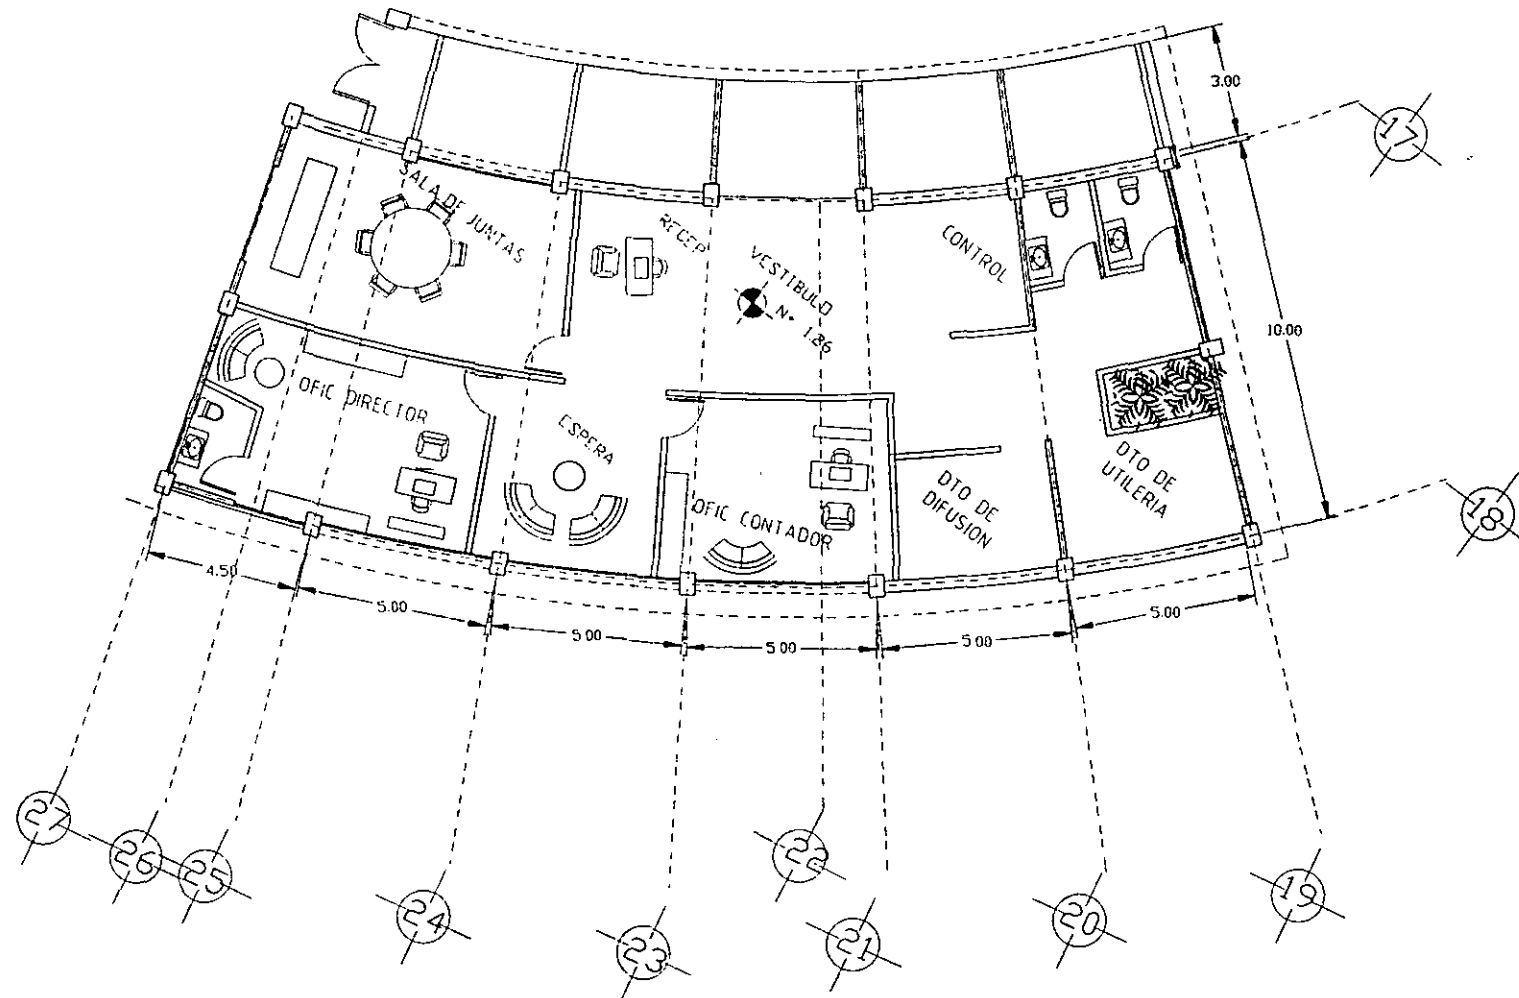 3.00
17
SALA DE JUNTAS
RECEP
VESTIBULO
N+ 1.86
CONTROL
10.00
OFIC DIRECTOR
ESPERA
OFIC CONTADOR
DTO DE
DIFUSION
DTO DE
UTILERIA
18
4.50
5.00
5.00
5.00
5.00
5.00
27
26
25
24
23
22
21
20
19